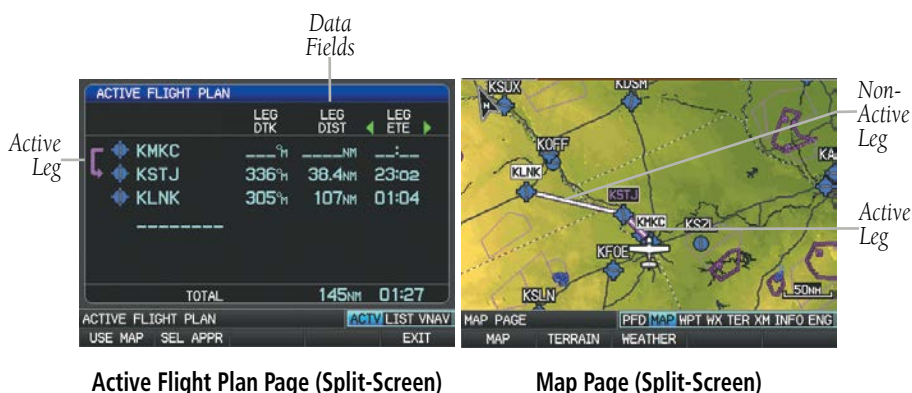 Data
Fields
ACTIVE FLIGHT PLAN
LEG DTK
LEG DIST
LEG ETE
Active
Leg
KMKC ___°M ____NM __:__
KSTJ 336°M 38.4NM 23:02
KLNK 305°M 107NM 01:04
________
TOTAL 145NM 01:27
ACTIVE FLIGHT PLAN ACTV LIST VNAV
USE MAP SEL APPR EXIT
Active Flight Plan Page (Split-Screen)
KSUX
KDSM
N
KOFF
KA
KLNK
KSTJ
KMKC
KSZL
KFOE
KSLN
50NM
MAP PAGE PFD MAP WPT WX TER XM INFO ENG
MAP TERRAIN WEATHER
Non-
Active
Leg
Active
Leg
Map Page (Split-Screen)